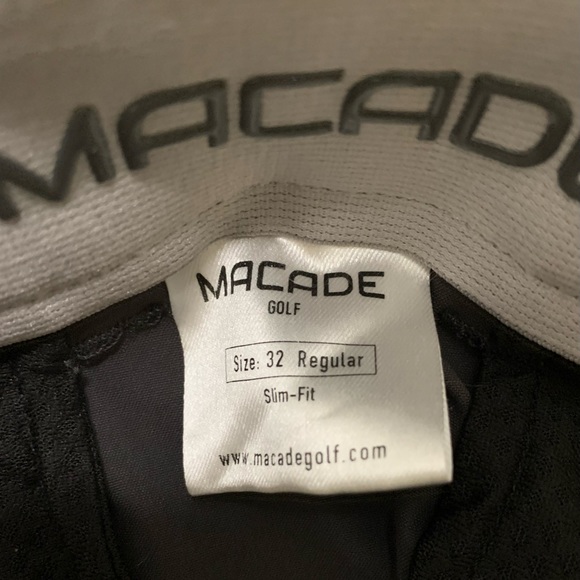 MACADE
MACADE
GOLF
Size: 32 Regular
Slim-Fit
www.macadegolf.com